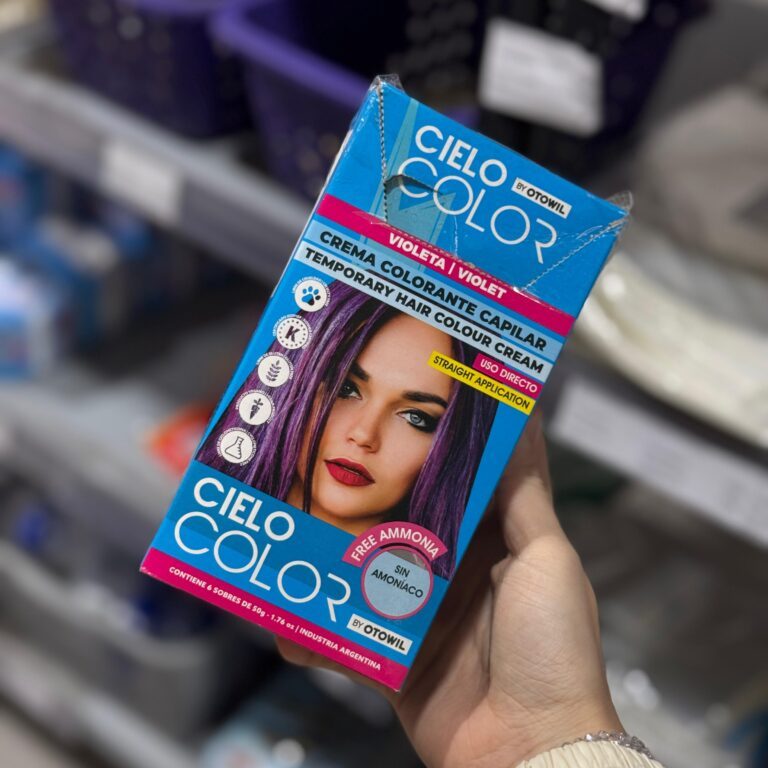 CIELO
COLOR
BY OTOWIL
VIOLETA / VIOLET
CREMA COLORANTE CAPILAR
TEMPORARY HAIR COLOUR CREAM
USO DIRECTO
STRAIGHT APPLICATION
K
CIELO
COLOR
BY OTOWIL
FREE AMMONIA
SIN
AMONÍACO
CONTIENE 6 SOBRES DE 50g - 1.76 oz | INDUSTRIA ARGENTINA